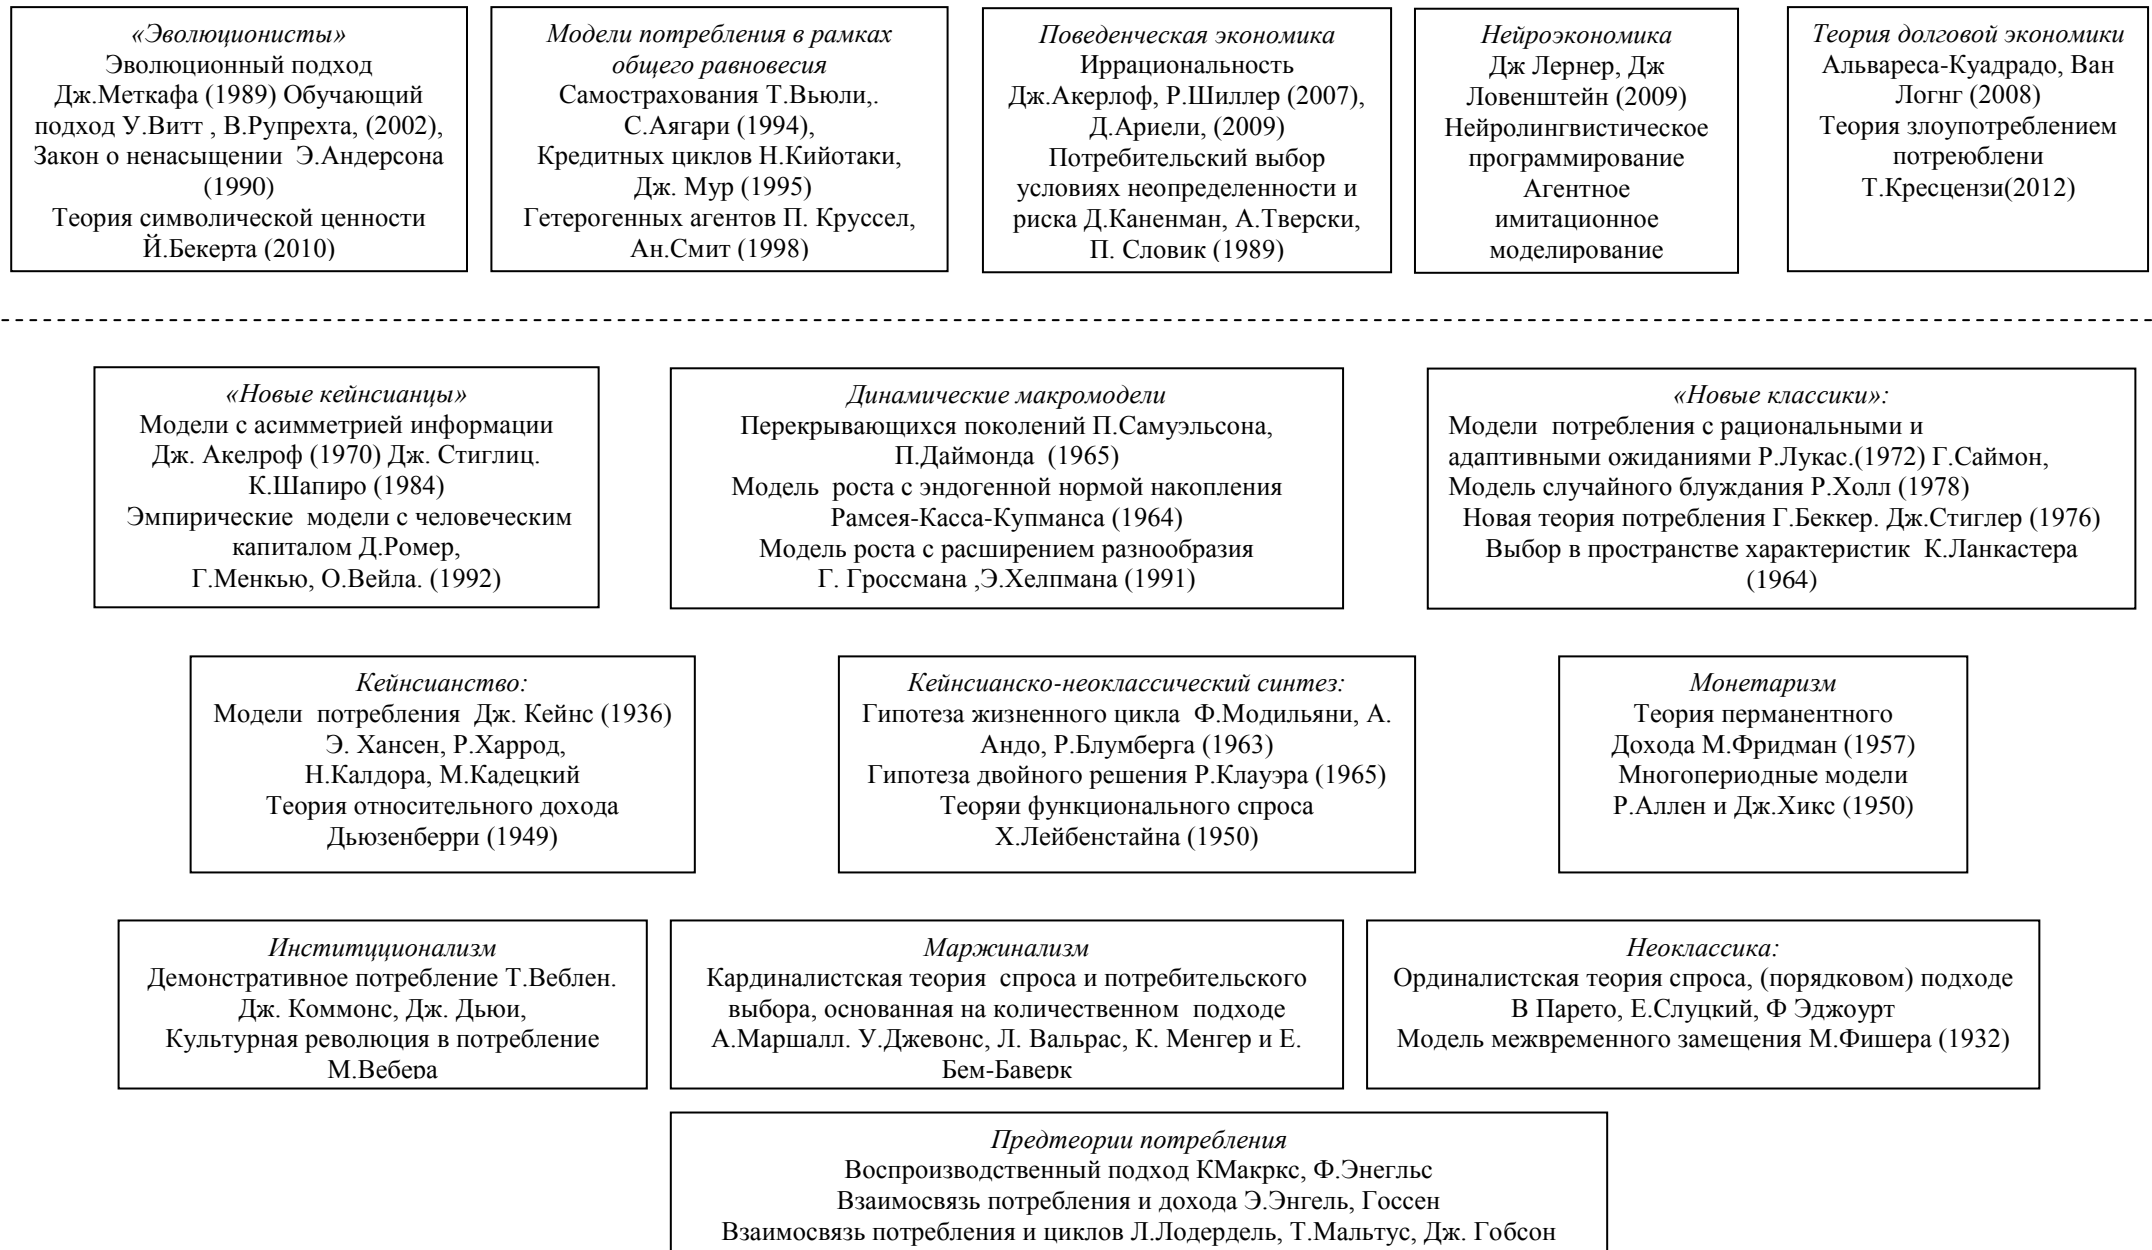 «Эволюционисты»
Эволюционный подход
Дж.Меткафа (1989) Обучающий
подход У.Витт , В.Рупрехта, (2002),
Закон о ненасыщении Э.Андерсона
(1990)
Теория символической ценности
Й.Бекерта (2010)
Модели потребления в рамках
общего равновесия
Самострахования Т.Вьюли,.
С.Аягари (1994),
Кредитных циклов Н.Кийотаки,
Дж. Мур (1995)
Гетерогенных агентов П. Круссел,
Ан.Смит (1998)
Поведенческая экономика
Иррациональность
Дж.Акерлоф, Р.Шиллер (2007),
Д.Ариели, (2009)
Потребительский выбор
условиях неопределенности и
риска Д.Каненман, А.Тверски,
П. Словик (1989)
Нейроэкономика
Дж Лернер, Дж
Ловенштейн (2009)
Нейролингвистическое
программирование
Агентное
имитационное
моделирование
Теория долговой экономики
Альвареса-Куадрадо, Ван
Логнг (2008)
Теория злоупотреблением
потреюблени
Т.Кресцензи(2012)
«Новые кейнсианцы»
Модели с асимметрией информации
Дж. Акелроф (1970) Дж. Стиглиц.
К.Шапиро (1984)
Эмпирические модели с человеческим
капиталом Д.Ромер,
Г.Менкью, О.Вейла. (1992)
Динамические макромодели
Перекрывающихся поколений П.Самуэльсона,
П.Даймонда (1965)
Модель роста с эндогенной нормой накопления
Рамсея-Касса-Купманса (1964)
Модель роста с расширением разнообразия
Г. Гроссмана ,Э.Хелпмана (1991)
«Новые классики»:
Модели потребления с рациональными и
адаптивными ожиданиями Р.Лукас.(1972) Г.Саймон,
Модель случайного блуждания Р.Холл (1978)
Новая теория потребления Г.Беккер. Дж.Стиглер (1976)
Выбор в пространстве характеристик К.Ланкастера
(1964)
Кейнсианство:
Модели потребления Дж. Кейнс (1936)
Э. Хансен, Р.Харрод,
Н.Калдора, М.Кадецкий
Теория относительного дохода
Дьюзенберри (1949)
Кейнсианско-неоклассический синтез:
Гипотеза жизненного цикла Ф.Модильяни, А.
Андо, Р.Блумберга (1963)
Гипотеза двойного решения Р.Клауэра (1965)
Теоряи функционального спроса
Х.Лейбенстайна (1950)
Монетаризм
Теория перманентного
Дохода М.Фридман (1957)
Многопериодные модели
Р.Аллен и Дж.Хикс (1950)
Институционализм
Демонстративное потребление Т.Веблен.
Дж. Коммонс, Дж. Дьюи,
Культурная революция в потребление
М.Вебера
Маржинализм
Кардиналистская теория спроса и потребительского
выбора, основанная на количественном подходе
А.Маршалл. У.Джевонс, Л. Вальрас, К. Менгер и Е.
Бем-Баверк
Неоклассика:
Ординалистская теория спроса, (порядковом) подходе
В Парето, Е.Слуцкий, Ф Эджоурт
Модель межвременного замещения М.Фишера (1932)
Предтеории потребления
Воспроизводственный подход КМакркс, Ф.Энегльс
Взаимосвязь потребления и дохода Э.Энгель, Госсен
Взаимосвязь потребления и циклов Л.Лодердель, Т.Мальтус, Дж. Гобсон